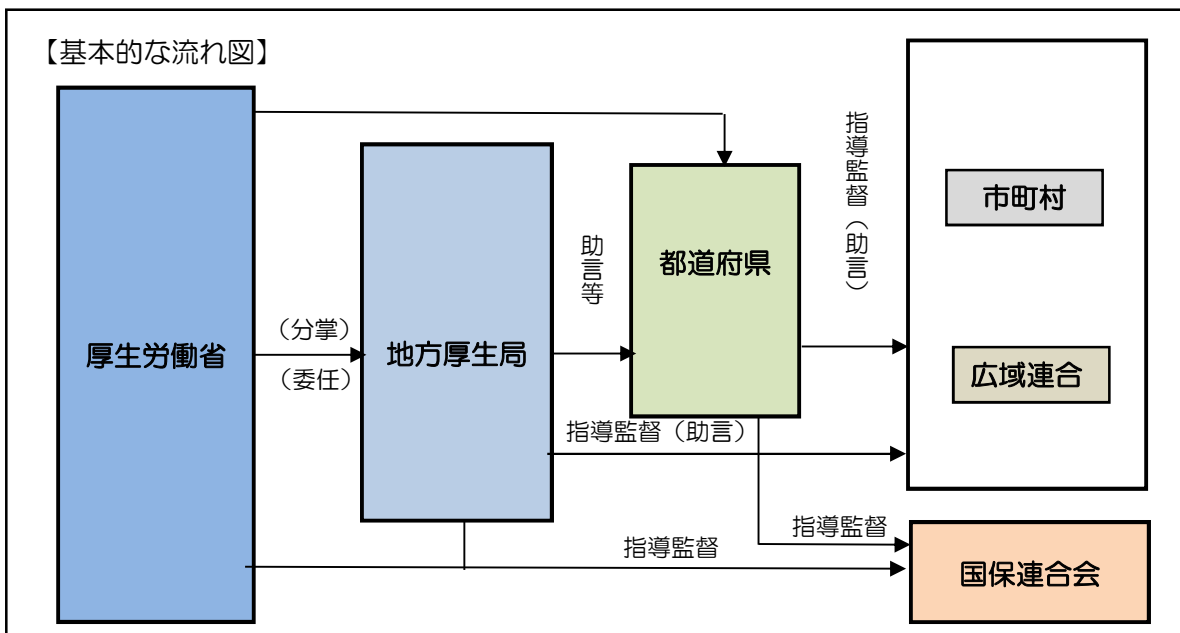 【基本的な流れ図】
厚生労働省
(分掌)
(委任)
地方厚生局
助言等
都道府県
指導監督(助言)
市町村
広域連合
指導監督(助言)
指導監督
指導監督
国保連合会